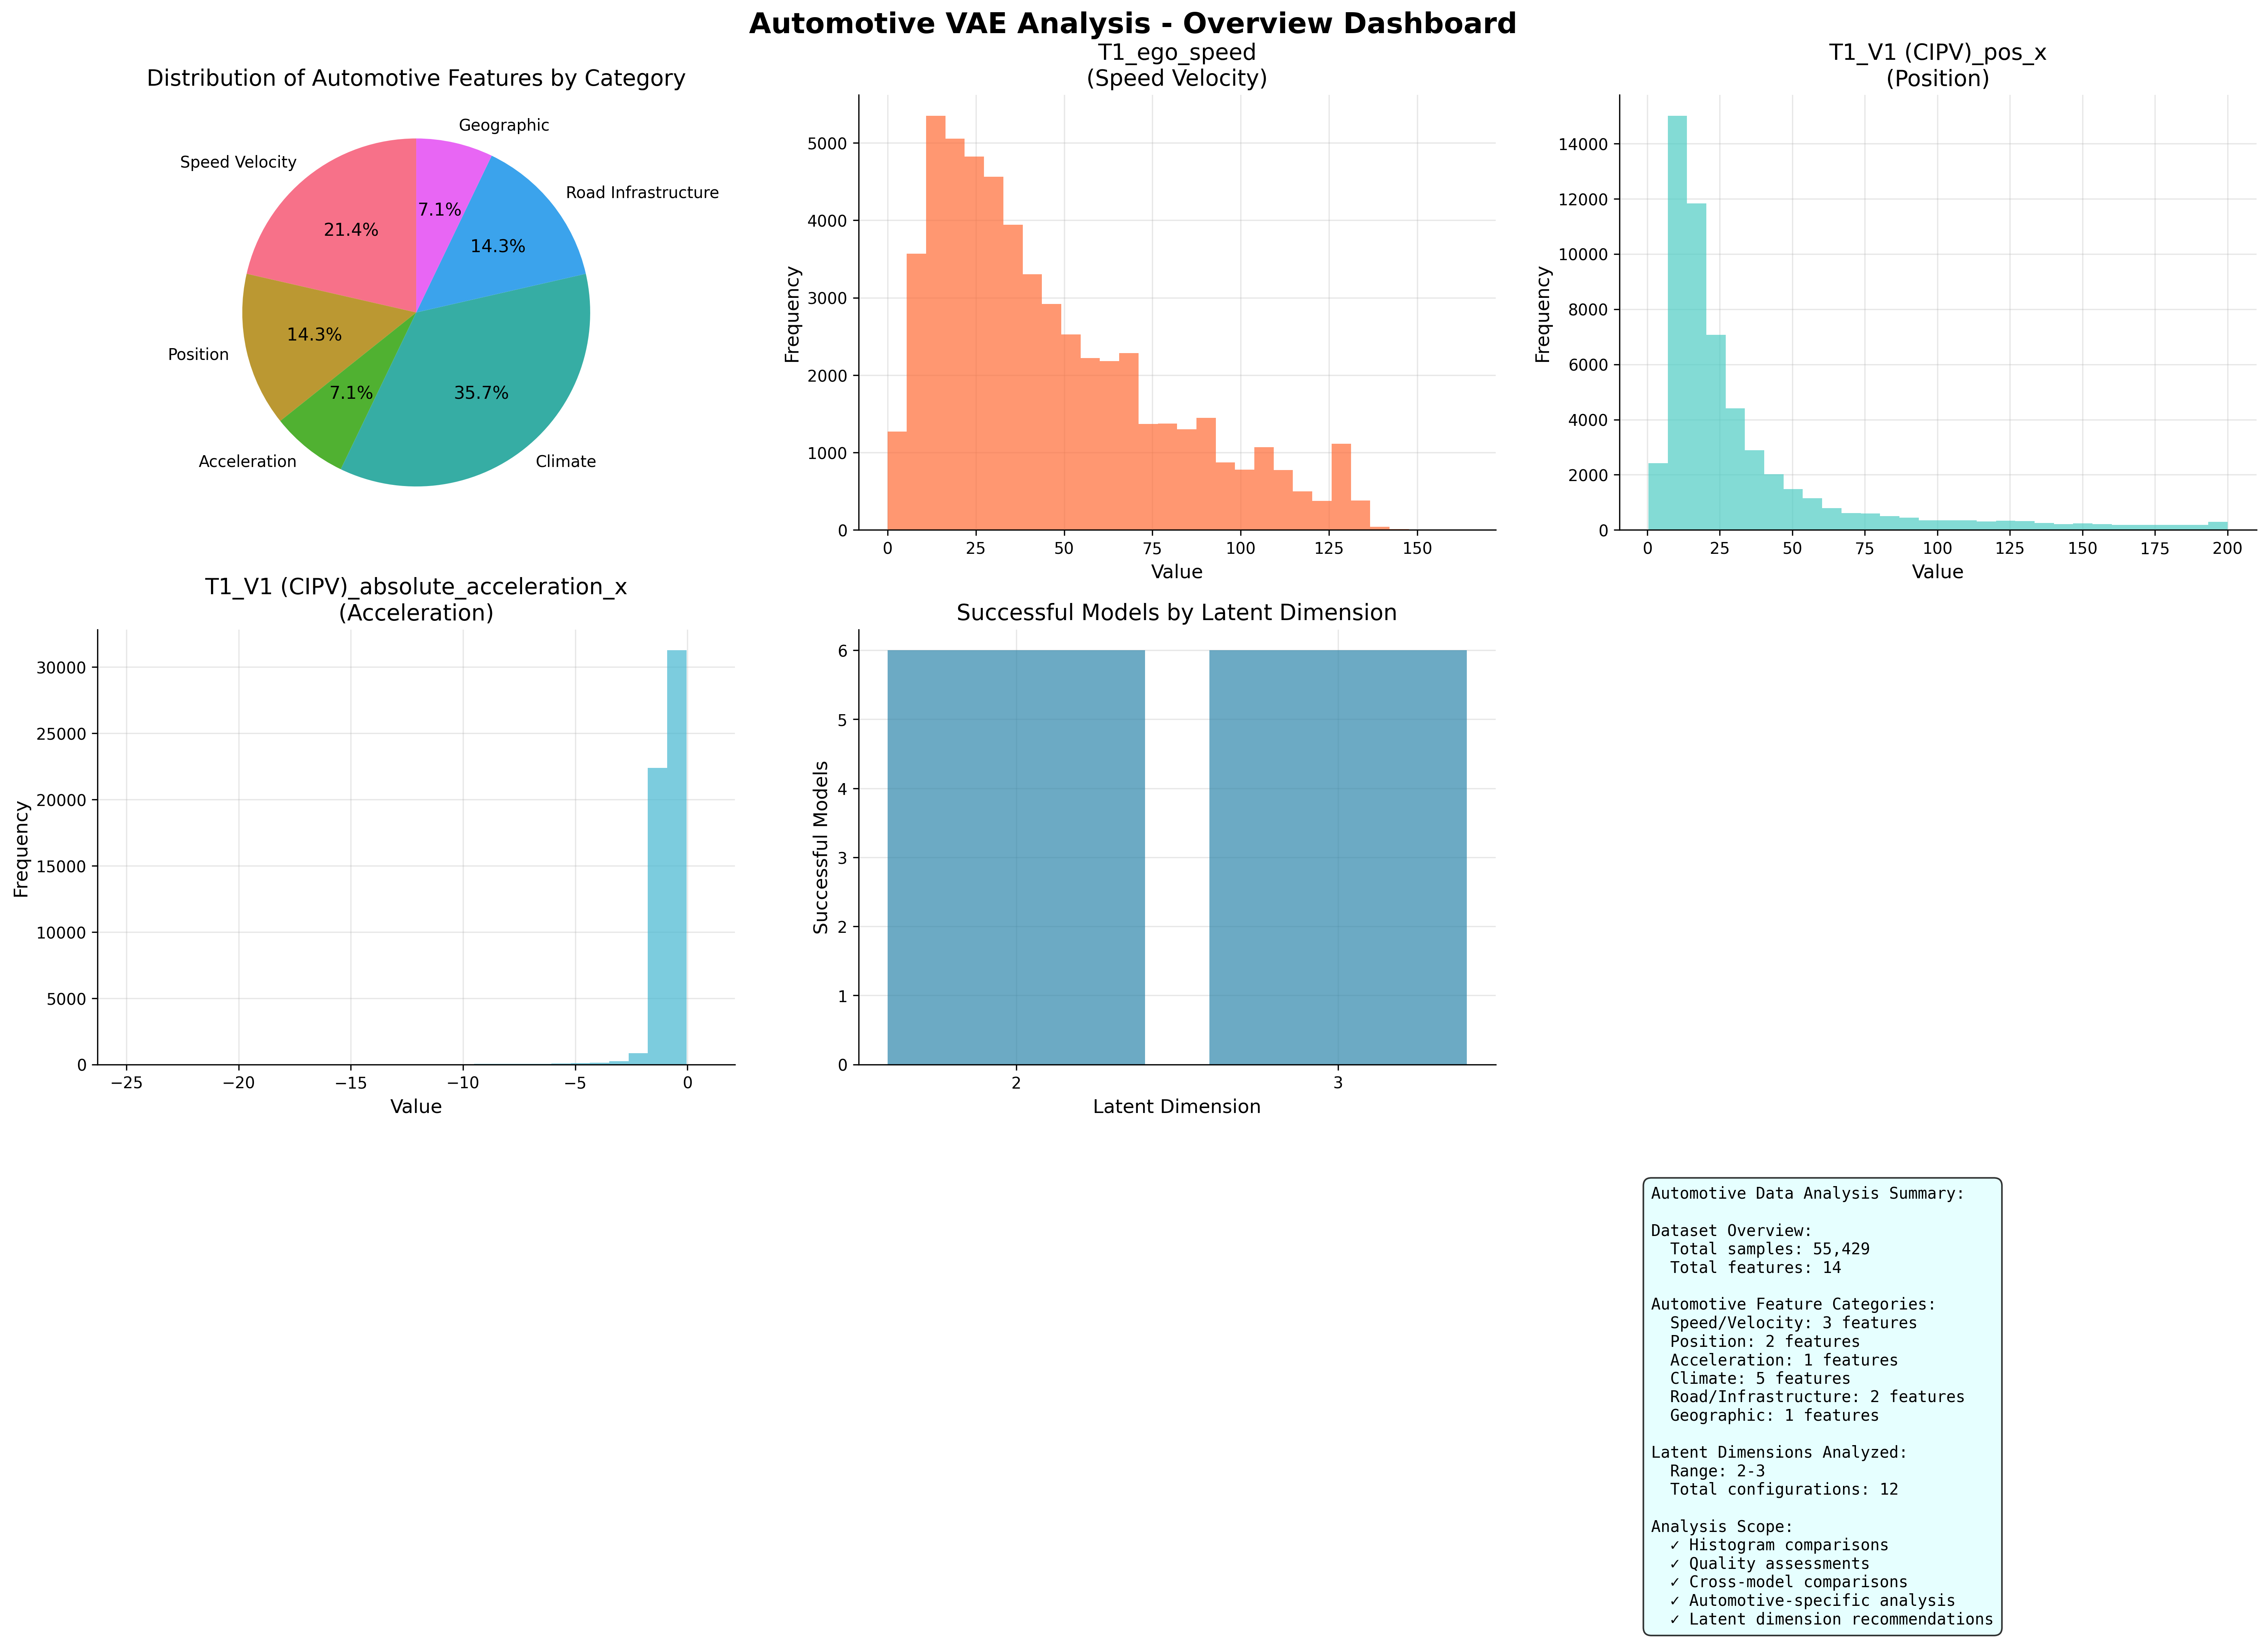 Automotive VAE Analysis - Overview Dashboard
Distribution of Automotive Features by Category
Geographic
Speed Velocity
Road Infrastructure
7.1%
21.4%
14.3%
14.3%
Position
7.1%
35.7%
Acceleration
Climate
T1_ego_speed
(Speed Velocity)
Frequency
5000
4000
3000
2000
1000
0
0 25 50 75 100 125 150
Value
T1_V1 (CIPV)_pos_x
(Position)
Frequency
14000
12000
10000
8000
6000
4000
2000
0
0 25 50 75 100 125 150 175 200
Value
T1_V1 (CIPV)_absolute_acceleration_x
(Acceleration)
Frequency
30000
25000
20000
15000
10000
5000
0
−25 −20 −15 −10 −5 0
Value
Successful Models by Latent Dimension
Successful Models
6
5
4
3
2
1
0
2 3
Latent Dimension
Automotive Data Analysis Summary:
Dataset Overview:
Total samples: 55,429
Total features: 14
Automotive Feature Categories:
Speed/Velocity: 3 features
Position: 2 features
Acceleration: 1 features
Climate: 5 features
Road/Infrastructure: 2 features
Geographic: 1 features
Latent Dimensions Analyzed:
Range: 2-3
Total configurations: 12
Analysis Scope:
✓ Histogram comparisons
✓ Quality assessments
✓ Cross-model comparisons
✓ Automotive-specific analysis
✓ Latent dimension recommendations